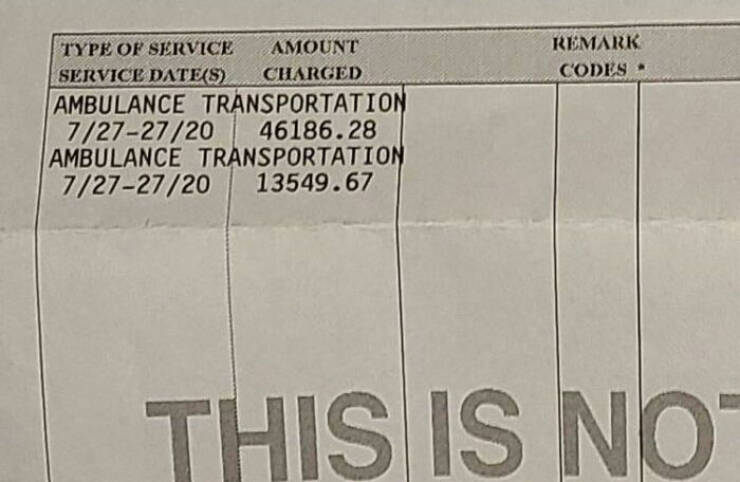 TYPE OF SERVICE AMOUNT REMARK
SERVICE DATE(S) CHARGED CODES *
AMBULANCE TRANSPORTATION
7/27-27/20 46186.28
AMBULANCE TRANSPORTATION
7/27-27/20 13549.67
THIS IS NOT